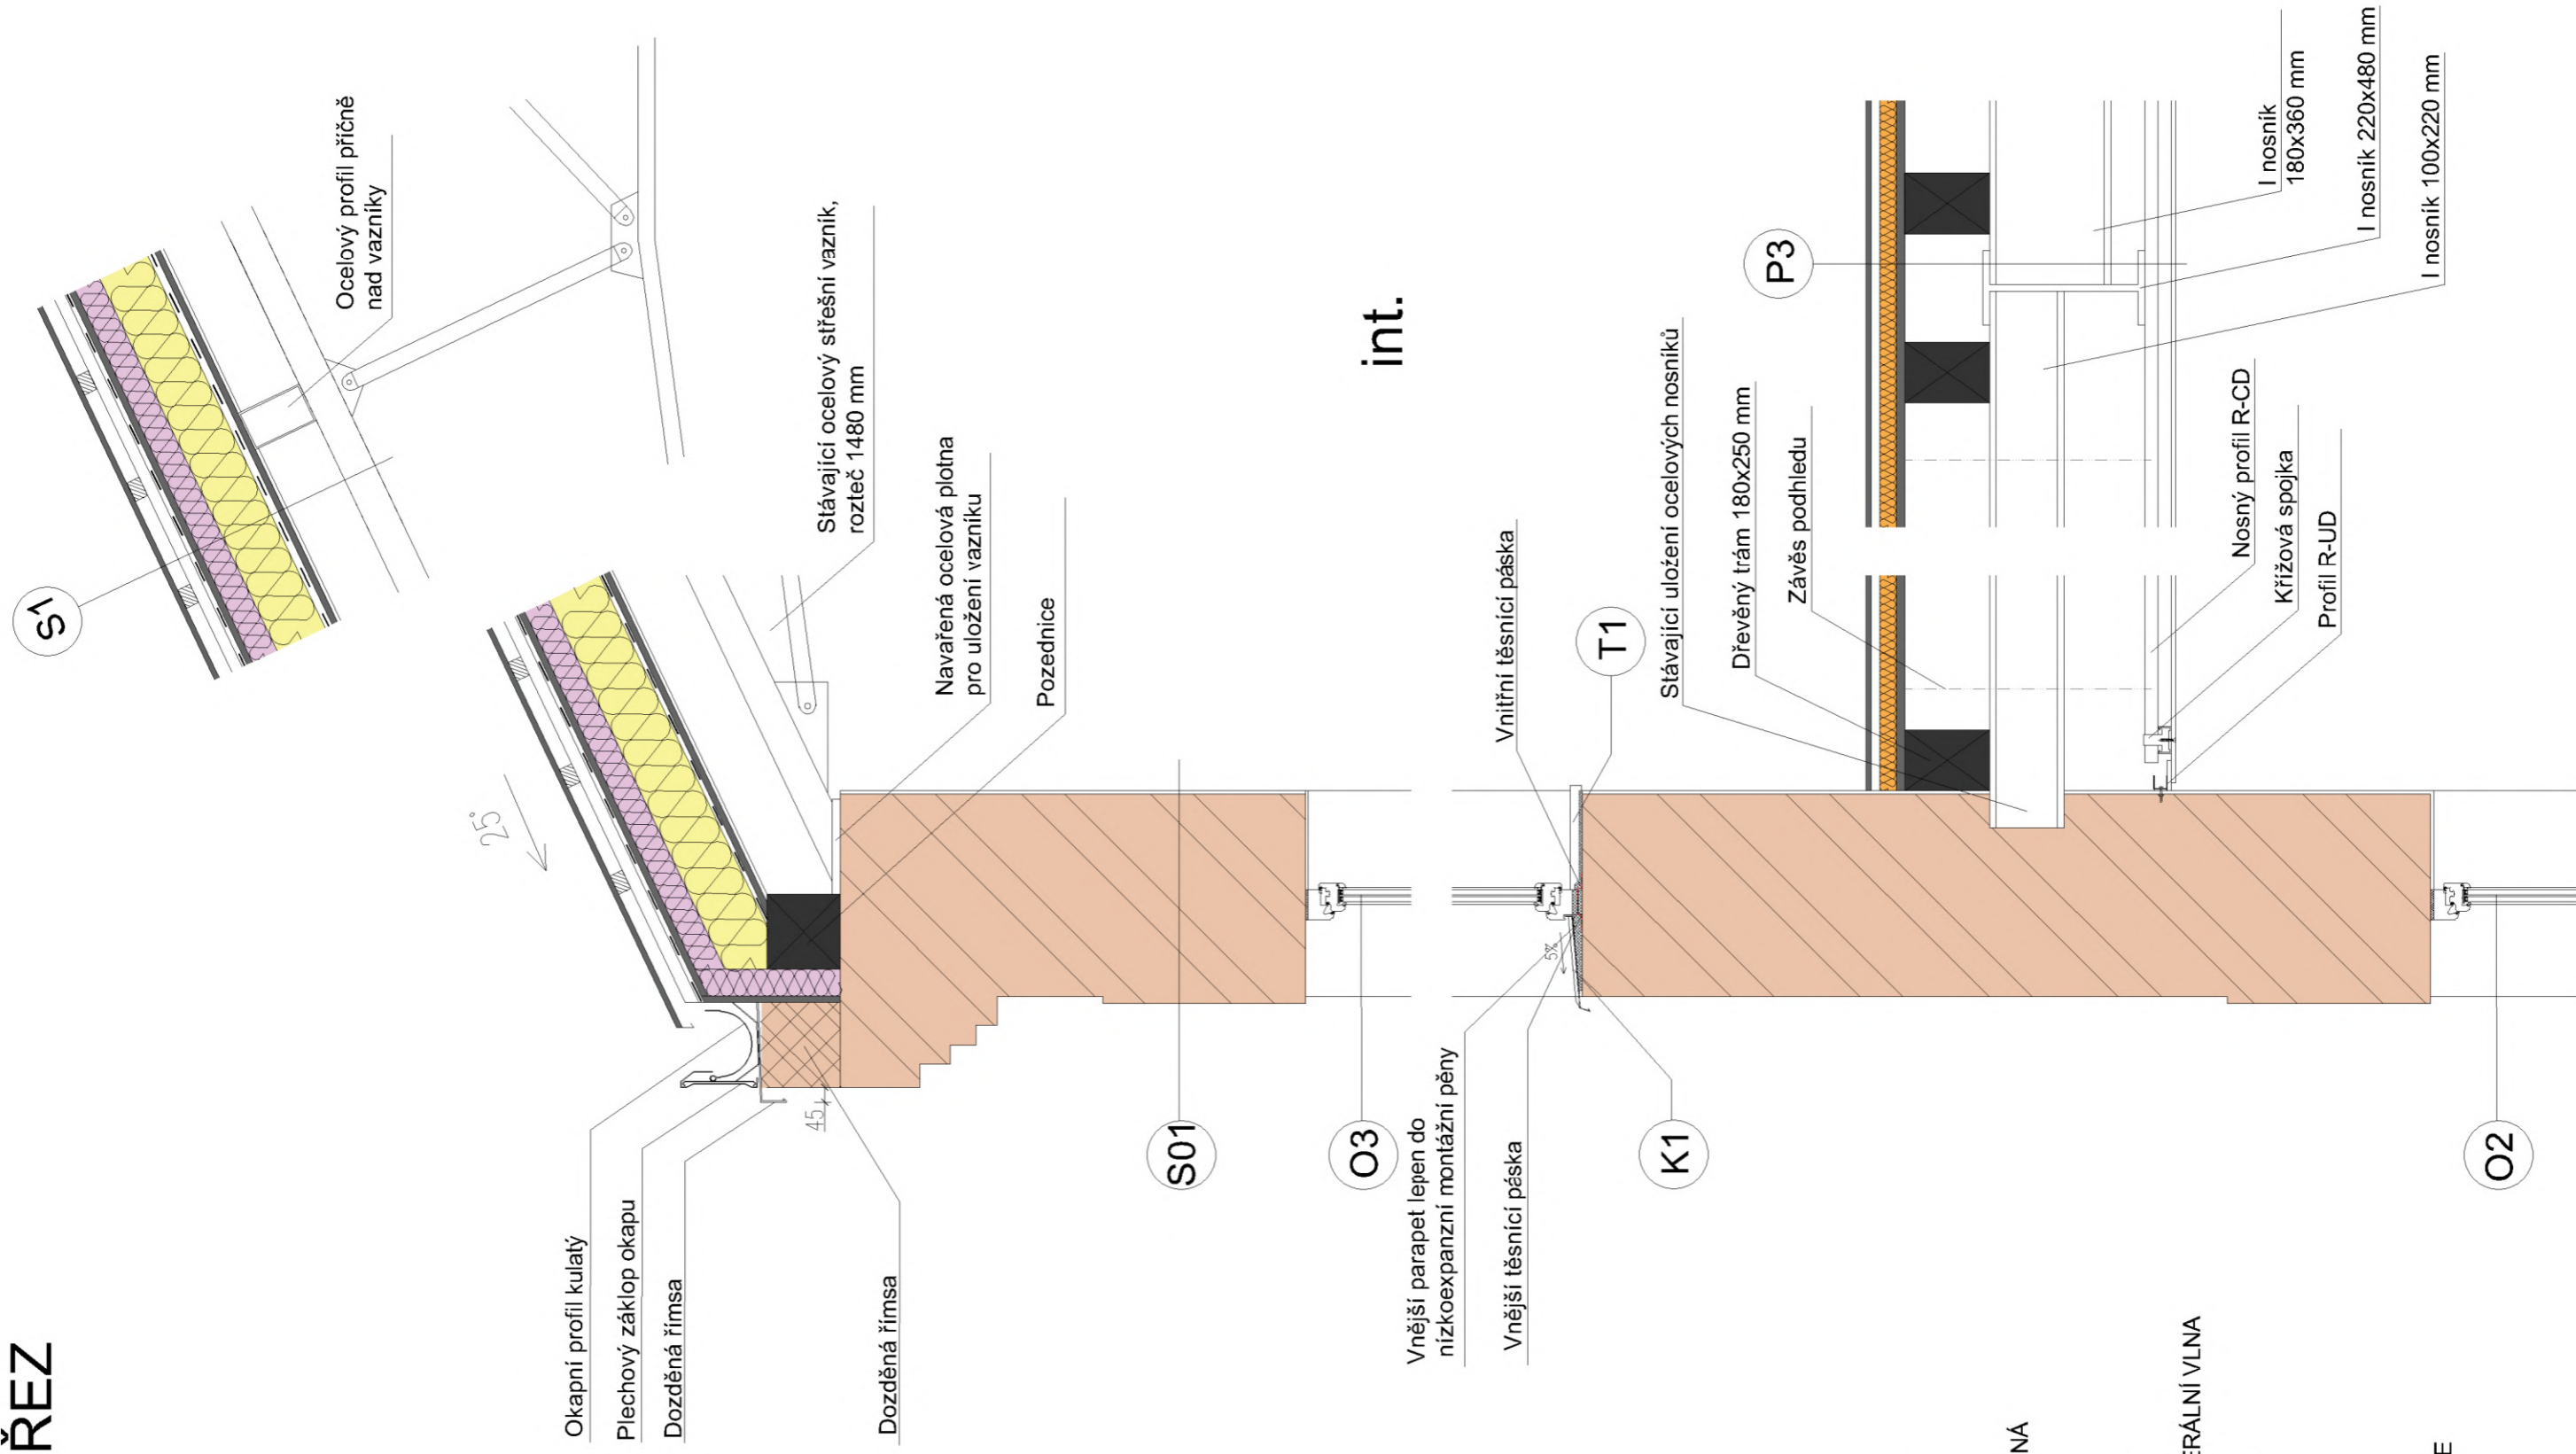 ŘEZ
S1
Ocelový profil příčně
nad vazníky
25°
Stávající ocelový střešní vazník,
rozteč 1480 mm
Navařená ocelová plotna
pro uložení vazníku
Pozednice
Okapní profil kulatý
Plechový záklop okapu
Dozděná římsa
Dozděná římsa
45
S01
O3
int.
Vnitřní těsnící páska
T1
Vnější parapet lepen do
nízkoexpanzní montážní pěny
Vnější těsnící páska
5%
K1
Stávající uložení ocelových nosníků
Dřevěný trám 180x250 mm
Závěs podhledu
P3
I nosník
180x360 mm
I nosník 220x480 mm
I nosník 100x220 mm
Nosný profil R-CD
Křížová spojka
Profil R-UD
O2
NÁ
ERÁLNÍ VLNA
E